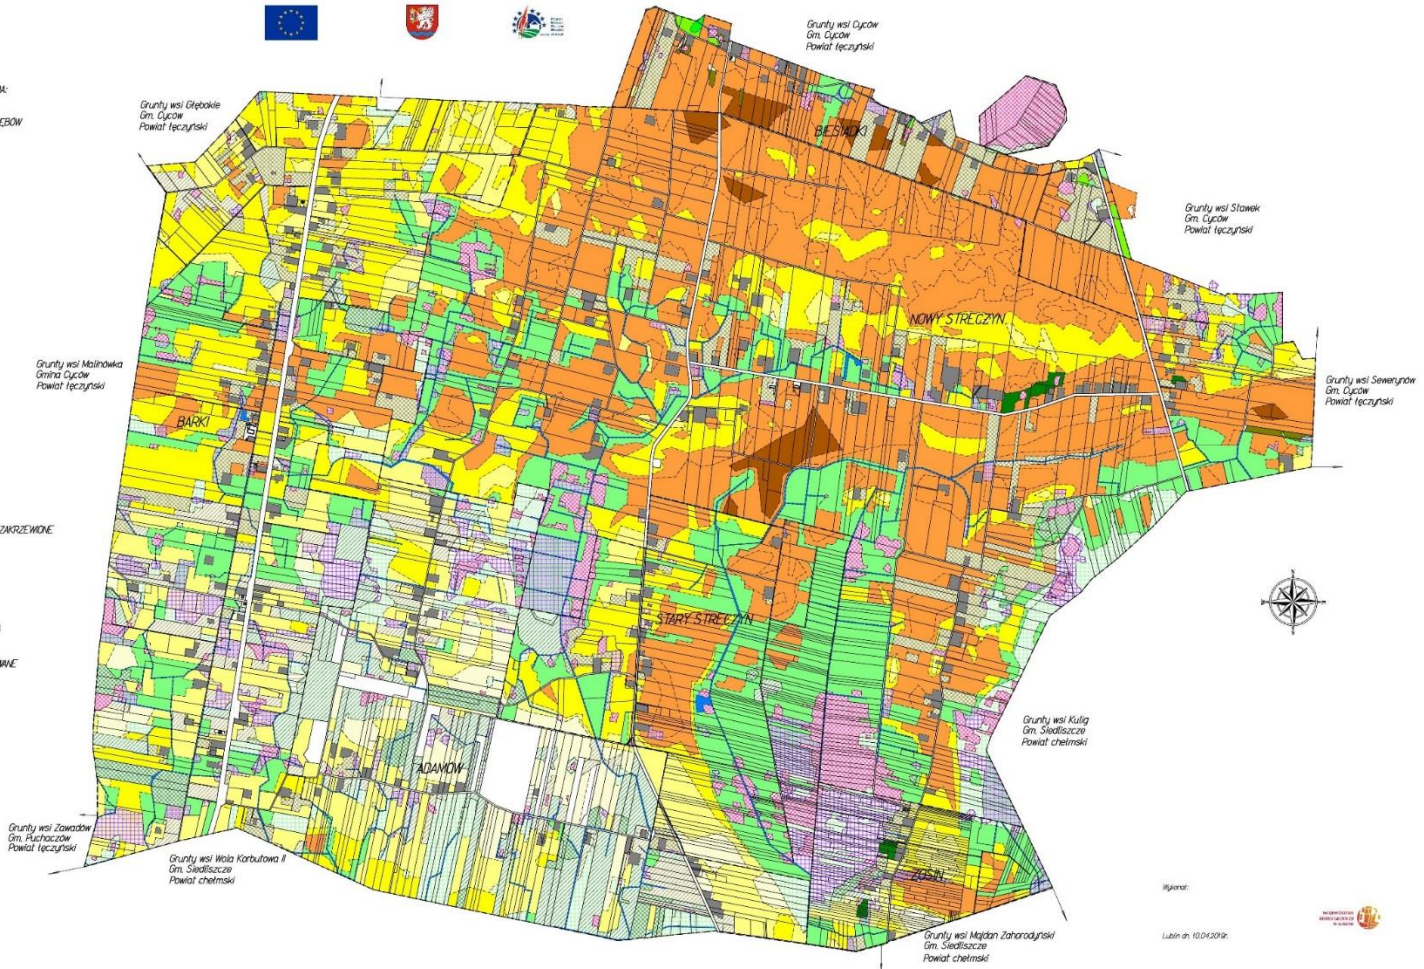 Grunty wsi Cyców
Gm. Cyców
Powiat łęczyński
Grunty wsi Głębokie
Gm. Cyców
Powiat łęczyński
BIESIADKI
Grunty wsi Stawek
Gm. Cyców
Powiat łęczyński
NOWY STRĘCZYN
Grunty wsi Malinówka
Gmina Cyców
Powiat łęczyński
Grunty wsi Sewerynów
Gm. Cyców
Powiat łęczyński
BARKI
ZAKRZEWIONE
STARY STRĘCZYN
Grunty wsi Kulig
Gm. Siedliszcze
Powiat chełmski
ADAMÓW
Grunty wsi Zawadów
Gm. Puchaczów
Powiat łęczyński
Grunty wsi Wola Korbutowa II
Gm. Siedliszcze
Powiat chełmski
ZOSIN
Wykonał:
Grunty wsi Majdan Zahorodyński
Gm. Siedliszcze
Powiat chełmski
Lublin dn. 10.04.2019r.